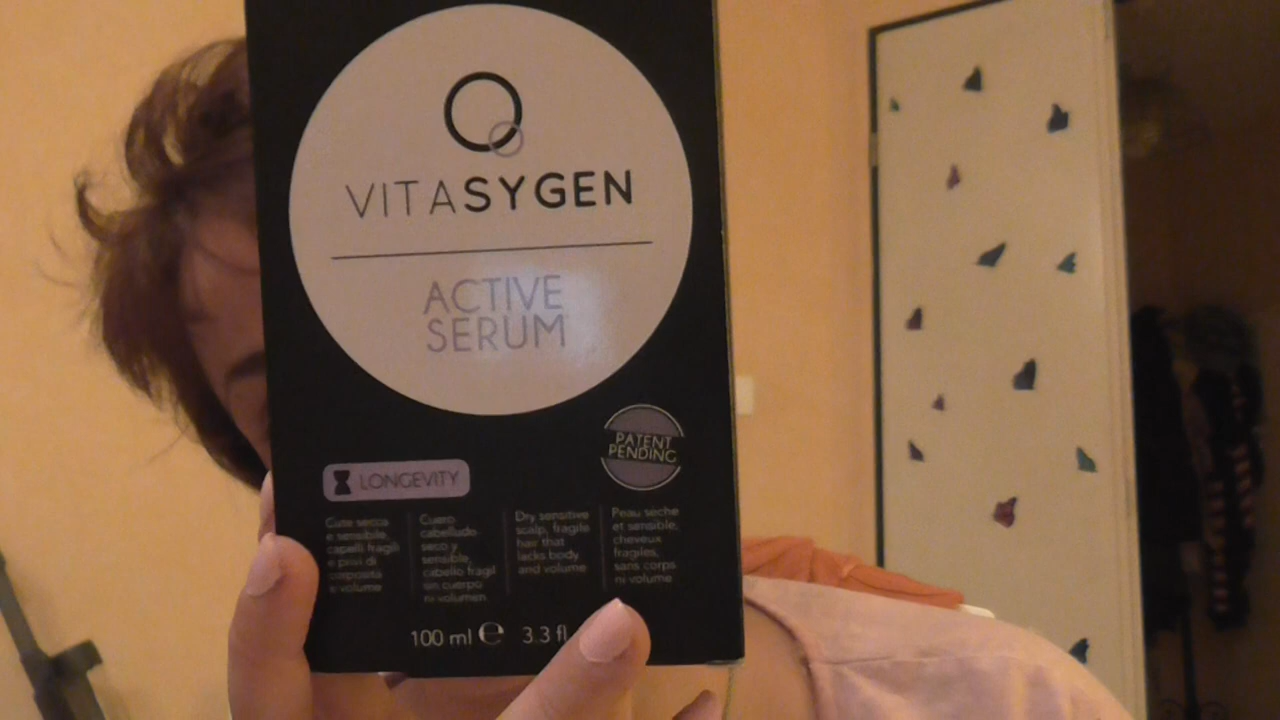 VITASYGEN
ACTIVE
SERUM
PATENT
PENDING
LONGEVITY
Cute secca
e sensibile,
capelli fragili
e privi di
corposità
e volume
Cuero
cabelludo
seco y
sensible,
cabello fragil
sin cuerpo
ni volumen
Dry sensitive
scalp, fragile
hair that
lacks body
and volume
Peau sèche
et sensible,
cheveux
fragiles,
sans corps
ni volume
100 ml ℮ 3.3 fl